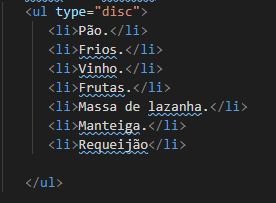 <ul type="disc">
<li>Pão.</li>
<li>Frios.</li>
<li>Vinho.</li>
<li>Frutas.</li>
<li>Massa de lazanha.</li>
<li>Manteiga.</li>
<li>Requeijão</li>
</ul>